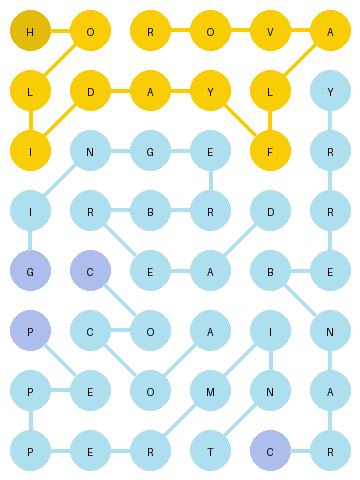 H O R O V A
L D A Y L Y
I N G E F R
I R B R D R
G C E A B E
P C O A I N
P E O M N A
P E R T C R